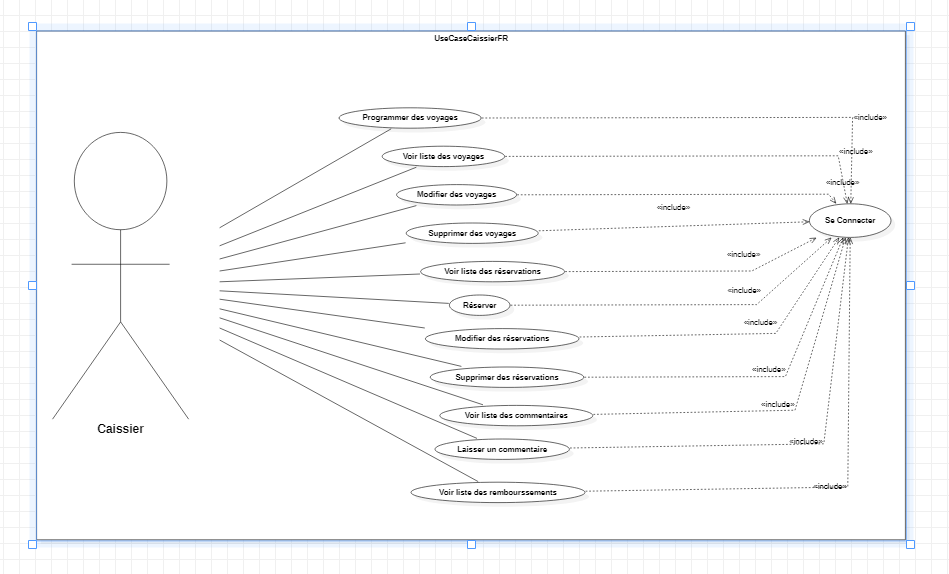 UseCaseCaissierFR
Programmer des voyages
«include»
Voir liste des voyages
«include»
«include»
Modifier des voyages
«include»
Se Connecter
Supprimer des voyages
«include»
Voir liste des réservations
«include»
Réserver
«include»
Modifier des réservations
«include»
Supprimer des réservations
«include»
Voir liste des commentaires
Caissier
«include»
Laisser un commentaire
«include»
Voir liste des remboursements